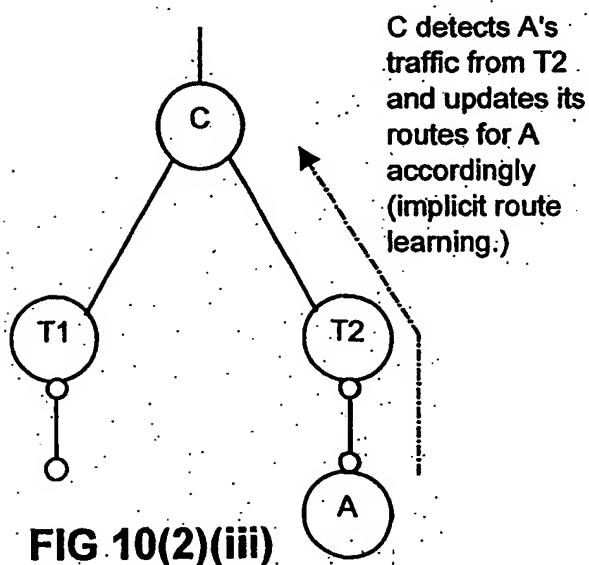 C detects A's
traffic from T2
and updates its
routes for A
accordingly
(implicit route
learning.)
C
T1
T2
A
FIG 10(2)(iii)